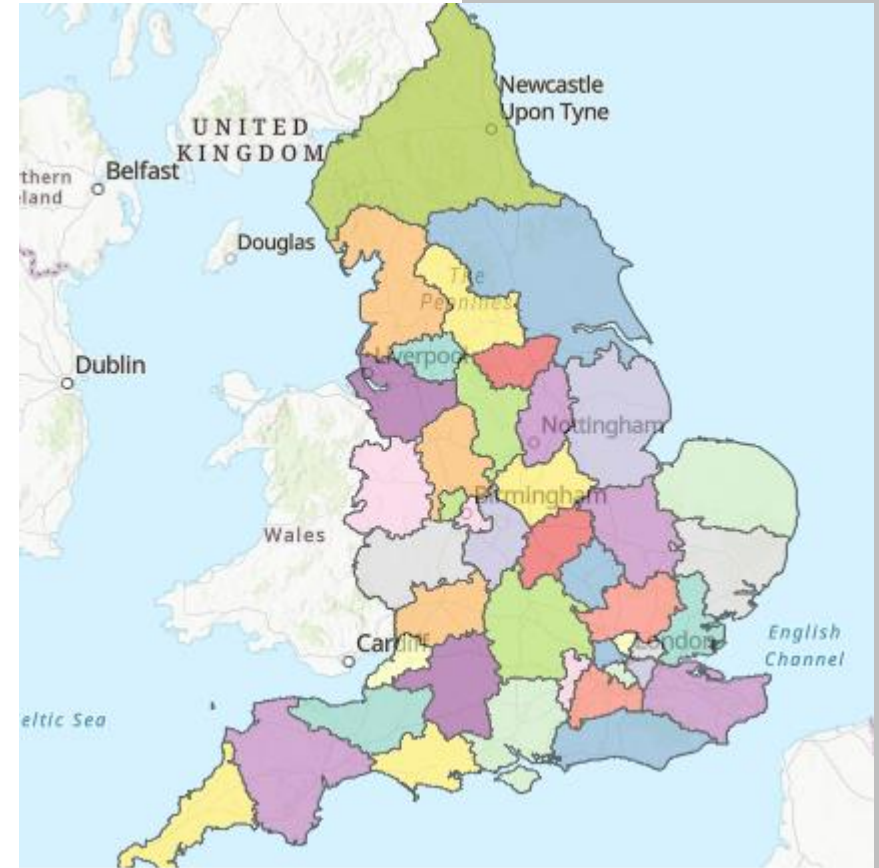 Newcastle
Upon Tyne
UNITED
KINGDOM
Belfast
thern
land
Douglas
The
Pennines
Liverpool
Dublin
Nottingham
Birmingham
Wales
Cardiff
London
English
Channel
eltic Sea